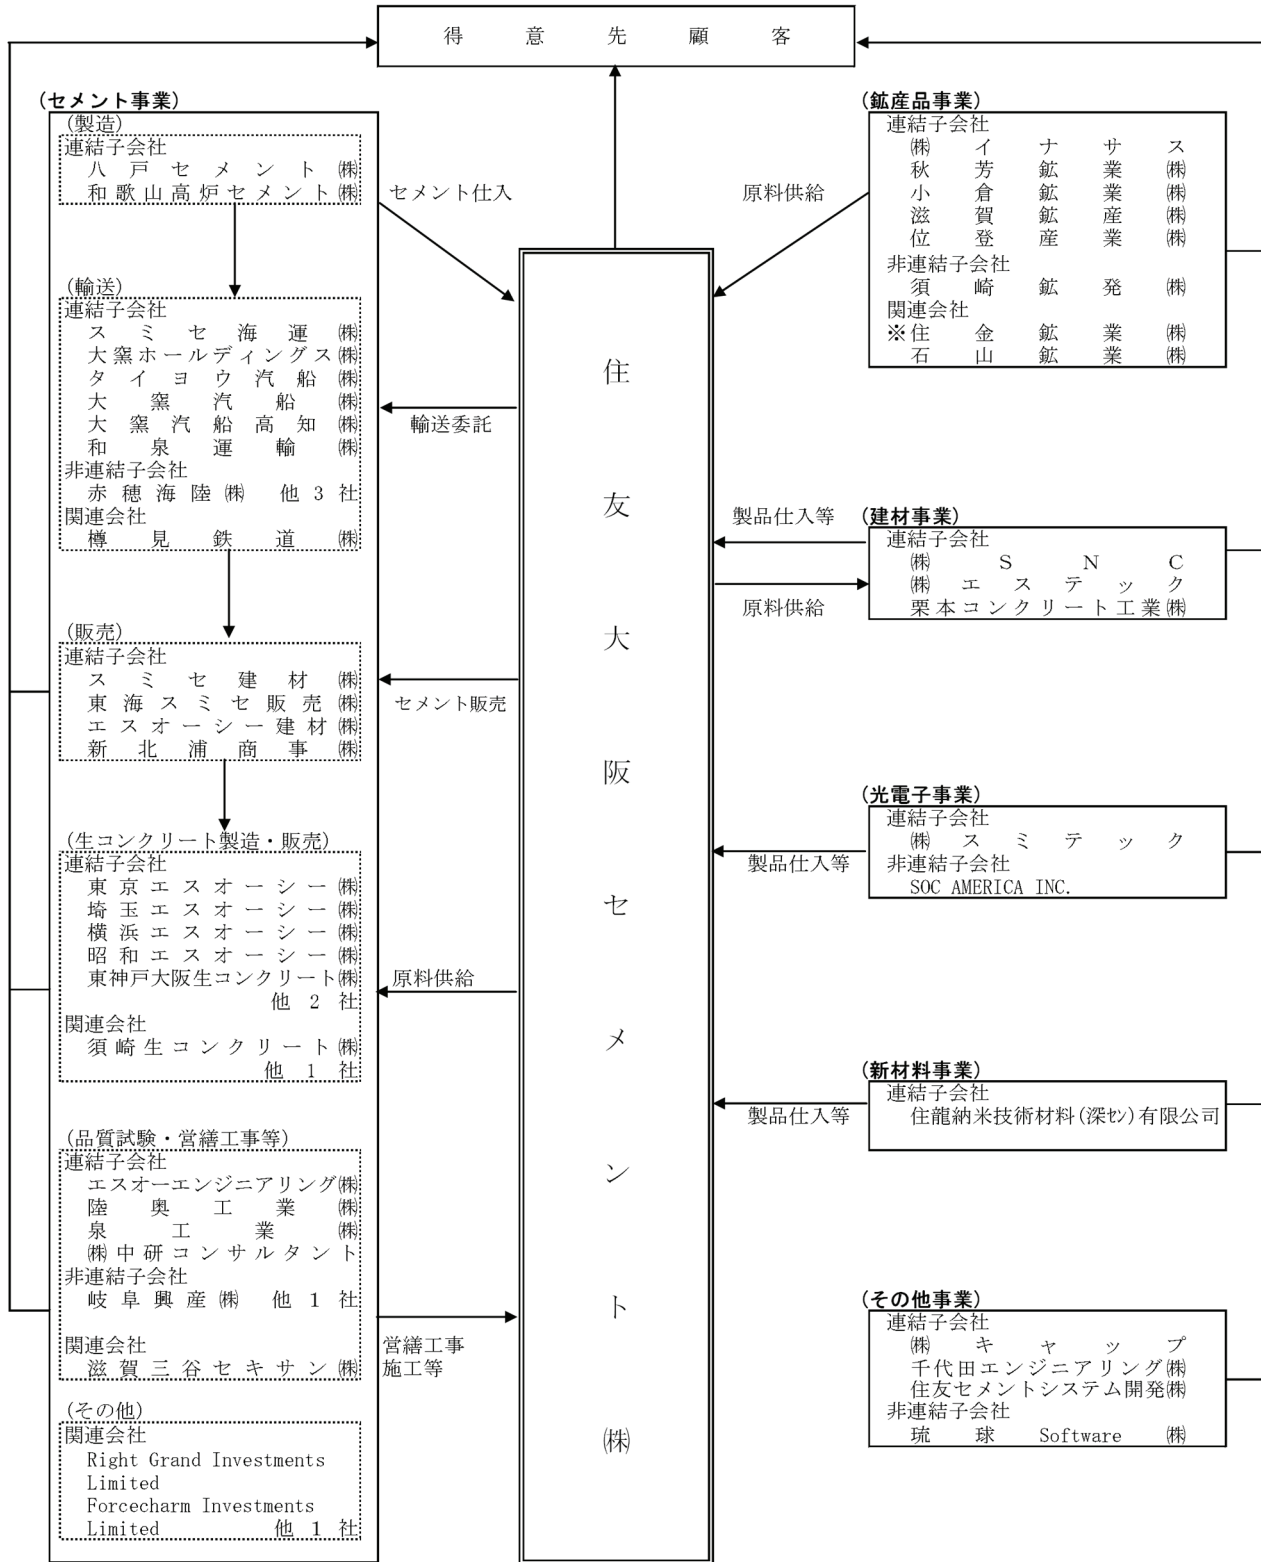 得意先顧客
(セメント事業)
(製造)
連結子会社
八戸セメント㈱
和歌山高炉セメント㈱
セメント仕入
(輸送)
連結子会社
スミセ海運㈱
大窯ホールディングス㈱
タイヨウ汽船㈱
大窯汽船㈱
大窯汽船高知㈱
和泉運輸㈱
非連結子会社
赤穂海陸㈱ 他3社
関連会社
樽見鉄道㈱
輸送委託
(販売)
連結子会社
スミセ建材㈱
東海スミセ販売㈱
エスオーシー建材㈱
新北浦商事㈱
セメント販売
(生コンクリート製造・販売)
連結子会社
東京エスオーシー㈱
埼玉エスオーシー㈱
横浜エスオーシー㈱
昭和エスオーシー㈱
東神戸大阪生コンクリート㈱
他2社
関連会社
須崎生コンクリート㈱
他1社
原料供給
(品質試験・営繕工事等)
連結子会社
エスオーエンジニアリング㈱
陸奥工業㈱
泉工業㈱
㈱中研コンサルタント
非連結子会社
岐阜興産㈱ 他1社
関連会社
滋賀三谷セキサン㈱
営繕工事
施工等
(その他)
関連会社
Right Grand Investments
Limited
Forcecharm Investments
Limited 他1社
住友大阪セメント㈱
(鉱産品事業)
連結子会社
㈱イナサス
秋芳鉱業㈱
小倉鉱業㈱
滋賀鉱産㈱
位登産業㈱
非連結子会社
須崎鉱発㈱
関連会社
※住金鉱業㈱
石山鉱業㈱
原料供給
(建材事業)
連結子会社
㈱SNC
㈱エステック
栗本コンクリート工業㈱
製品仕入等
原料供給
(光電子事業)
連結子会社
㈱スミテック
非連結子会社
SOC AMERICA INC.
製品仕入等
(新材料事業)
連結子会社
住龍納米技術材料(深ｾﾝ)有限公司
製品仕入等
(その他事業)
連結子会社
㈱キャップ
千代田エンジニアリング㈱
住友セメントシステム開発㈱
非連結子会社
琉球 Software ㈱